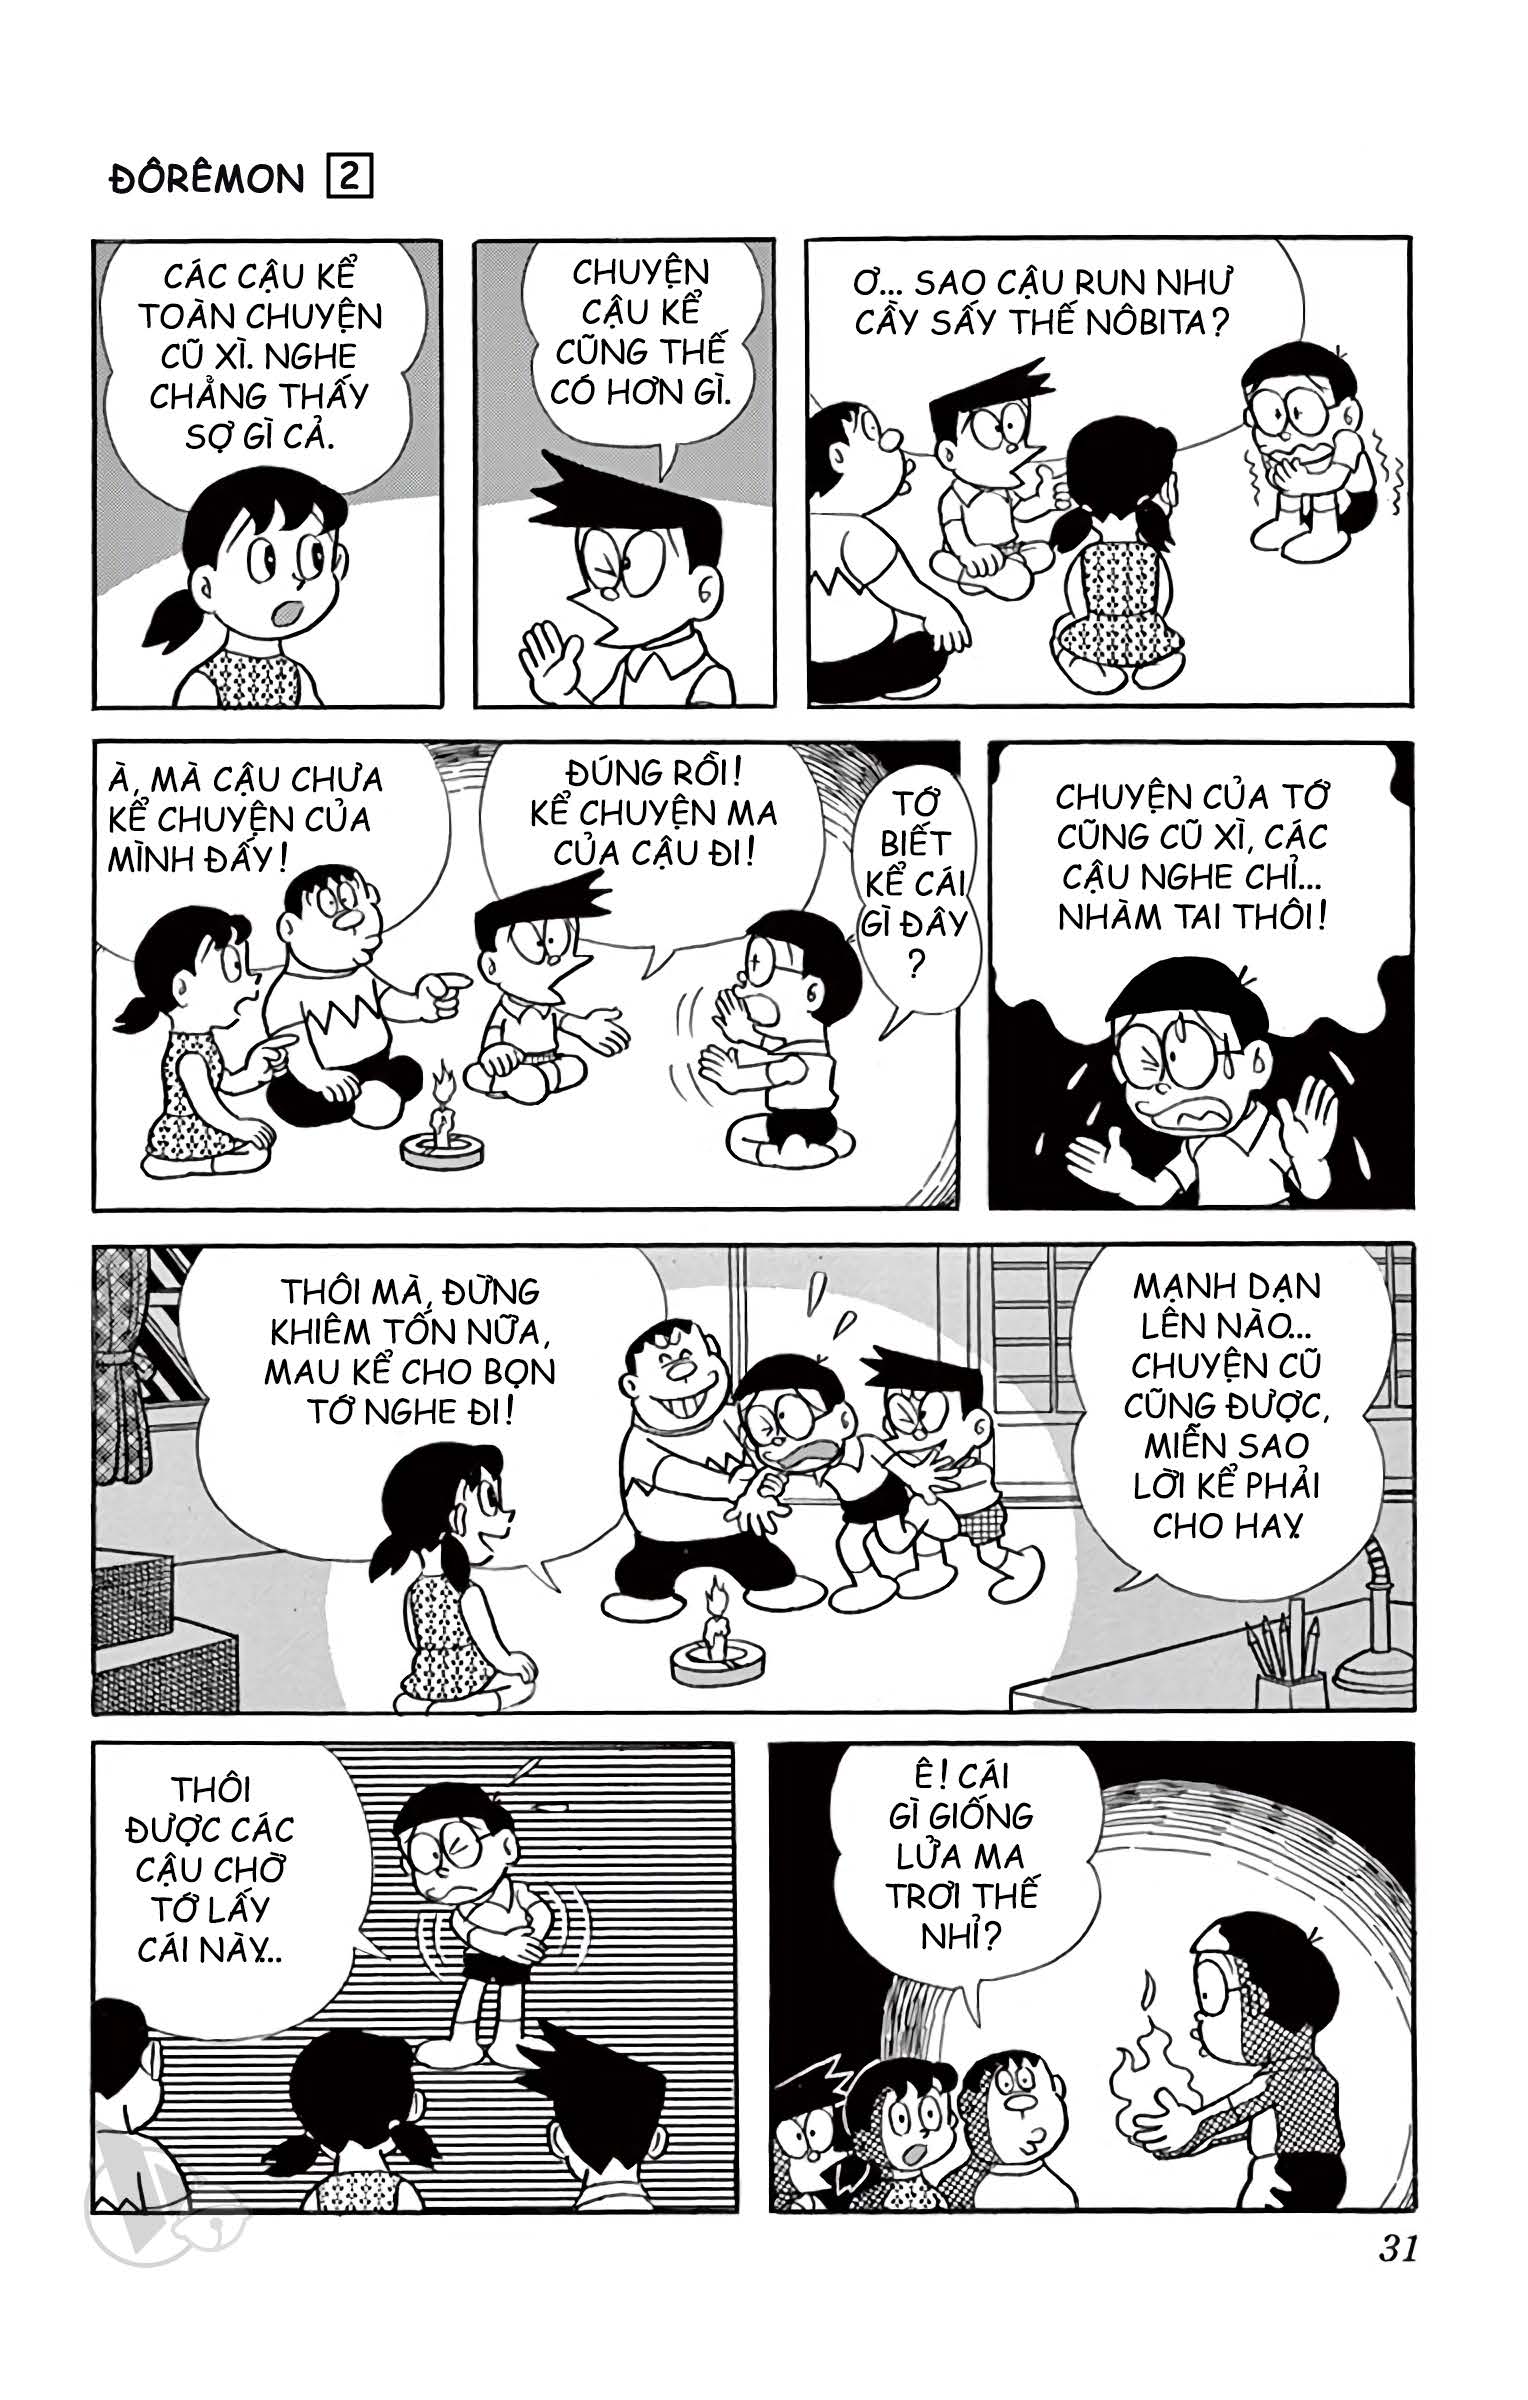 ĐÔRÊMON 2
CÁC CẬU KỂ
TOÀN CHUYỆN
CŨ XÌ. NGHE
CHẲNG THẤY
SỢ GÌ CẢ.
CHUYỆN
CẬU KỂ
CŨNG THẾ
CÓ HƠN GÌ.
Ơ... SAO CẬU RUN NHƯ
CẦY SẤY THẾ NÔBITA?
À, MÀ CẬU CHƯA
KỂ CHUYỆN CỦA
MÌNH ĐẤY!
ĐÚNG RỒI!
KỂ CHUYỆN MA
CỦA CẬU ĐI!
TỚ
BIẾT
KỂ CÁI
GÌ ĐÂY
?
CHUYỆN CỦA TỚ
CŨNG CŨ XÌ, CÁC
CẬU NGHE CHỈ...
NHÀM TAI THÔI!
THÔI MÀ, ĐỪNG
KHIÊM TỐN NỮA,
MAU KỂ CHO BỌN
TỚ NGHE ĐI!
MẠNH DẠN
LÊN NÀO...
CHUYỆN CŨ
CŨNG ĐƯỢC,
MIỄN SAO
LỜI KỂ PHẢI
CHO HAY.
THÔI
ĐƯỢC CÁC
CẬU CHỜ
TỚ LẤY
CÁI NÀY...
Ê! CÁI
GÌ GIỐNG
LỬA MA
TRƠI THẾ
NHỈ?
31